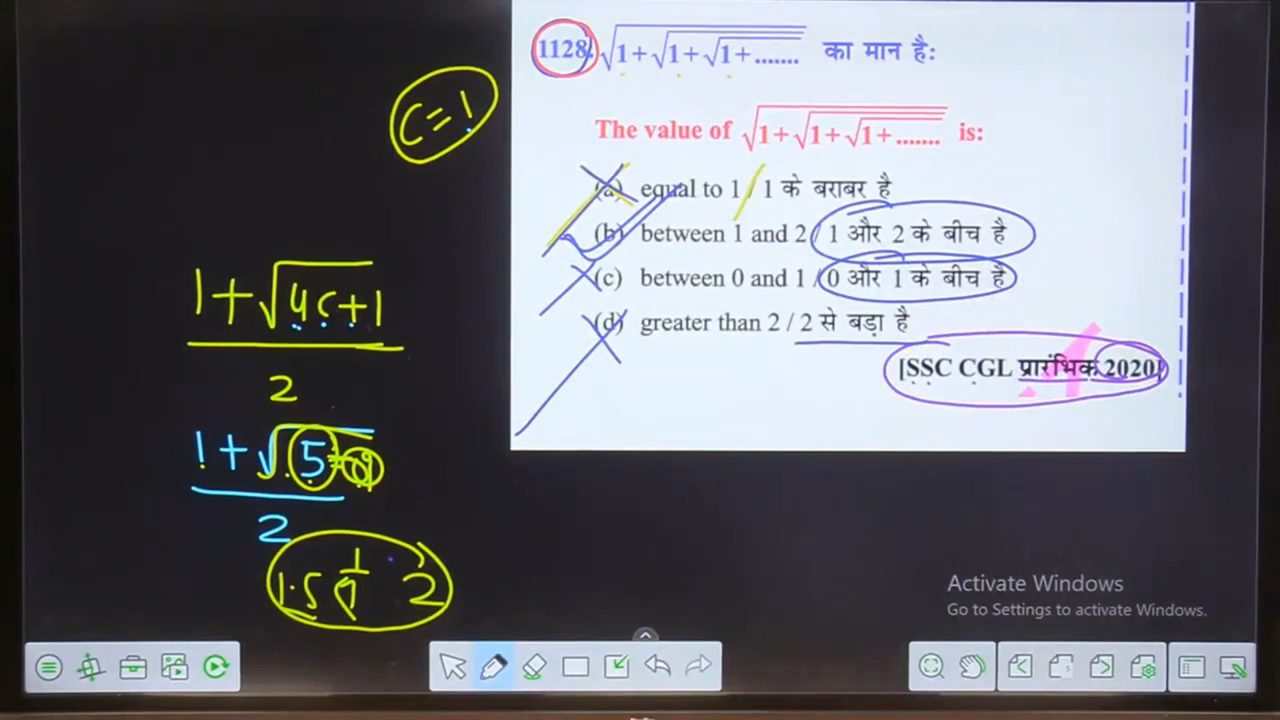 1128. √1+√1+√1+....... का मान है:
The value of √1+√1+√1+....... is:
(a) equal to 1 / 1 के बराबर है
(b) between 1 and 2 / 1 और 2 के बीच है
(c) between 0 and 1 / 0 और 1 के बीच है
(d) greater than 2 / 2 से बड़ा है
[SSC CGL प्रारंभिक 2020]
C=1
1+√4c+1
2
1+√5
2
1.5 2
Activate Windows
Go to Settings to activate Windows.